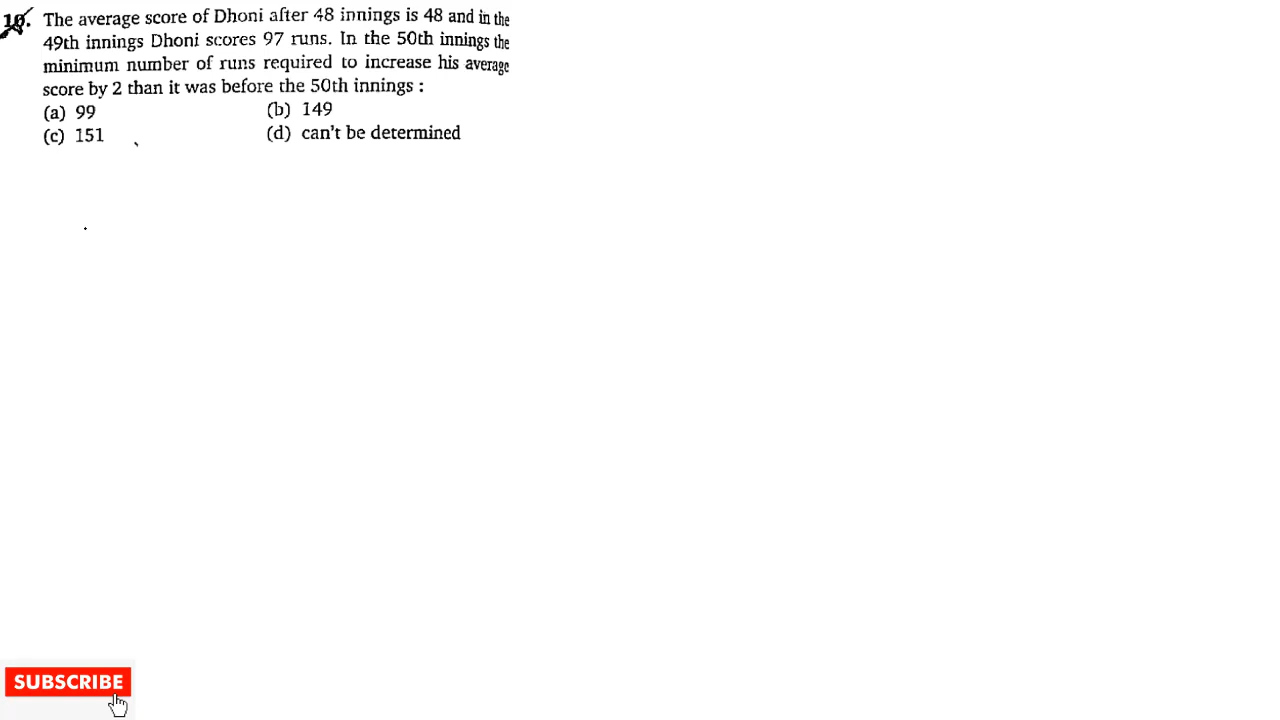 10. The average score of Dhoni after 48 innings is 48 and in the
49th innings Dhoni scores 97 runs. In the 50th innings the
minimum number of runs required to increase his average
score by 2 than it was before the 50th innings :
(a) 99 (b) 149
(c) 151 (d) can't be determined
SUBSCRIBE